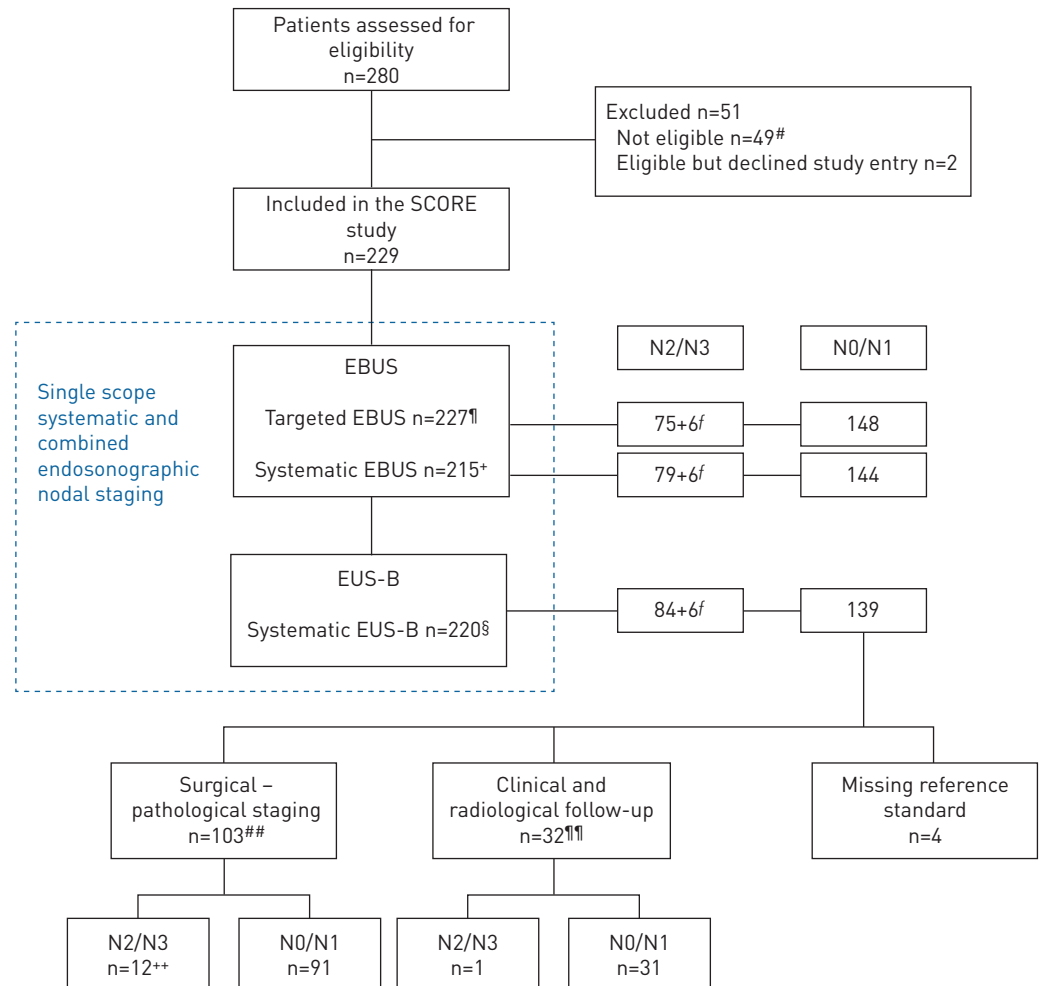 Patients assessed for
eligibility
n=280
Excluded n=51
Not eligible n=49#
Eligible but declined study entry n=2
Included in the SCORE
study
n=229
Single scope
systematic and
combined
endosonographic
nodal staging
EBUS
Targeted EBUS n=227¶
Systematic EBUS n=215+
N2/N3
N0/N1
75+6ƒ
148
79+6ƒ
144
EUS-B
Systematic EUS-B n=220§
84+6ƒ
139
Surgical –
pathological staging
n=103##
Clinical and
radiological follow-up
n=32¶¶
Missing reference
standard
n=4
N2/N3
n=12++
N0/N1
n=91
N2/N3
n=1
N0/N1
n=31